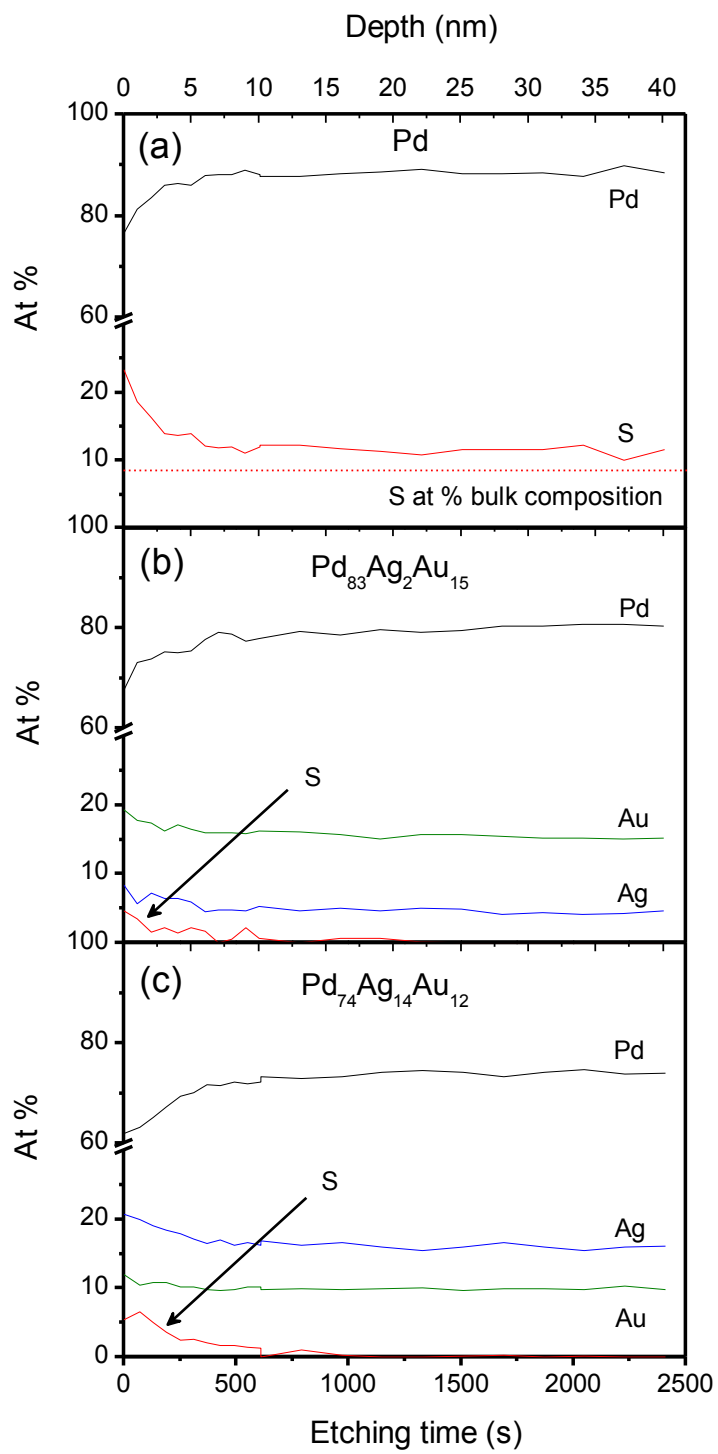 Depth (nm)
0 5 10 15 20 25 30 35 40
100
(a)
Pd
80
Pd
At %
60
20
S
10
S at % bulk composition
100
(b)
Pd83Ag2Au15
Pd
80
At %
60
S
20
Au
10
Ag
100
(c)
Pd74Ag14Au12
Pd
80
At %
60
S
20
Ag
10
Au
0
0 500 1000 1500 2000 2500
Etching time (s)